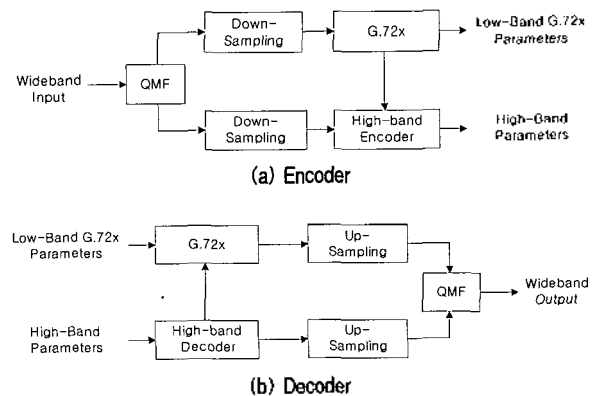 Down-
Sampling
G.72x
Low-Band G.72x
Parameters
Wideband
Input
QMF
Down-
Sampling
High-band
Encoder
High-Band
Parameters
(a) Encoder
Low-Band G.72x
Parameters
G.72x
Up-
Sampling
QMF
Wideband
Output
High-Band
Parameters
High-band
Decoder
Up-
Sampling
(b) Decoder